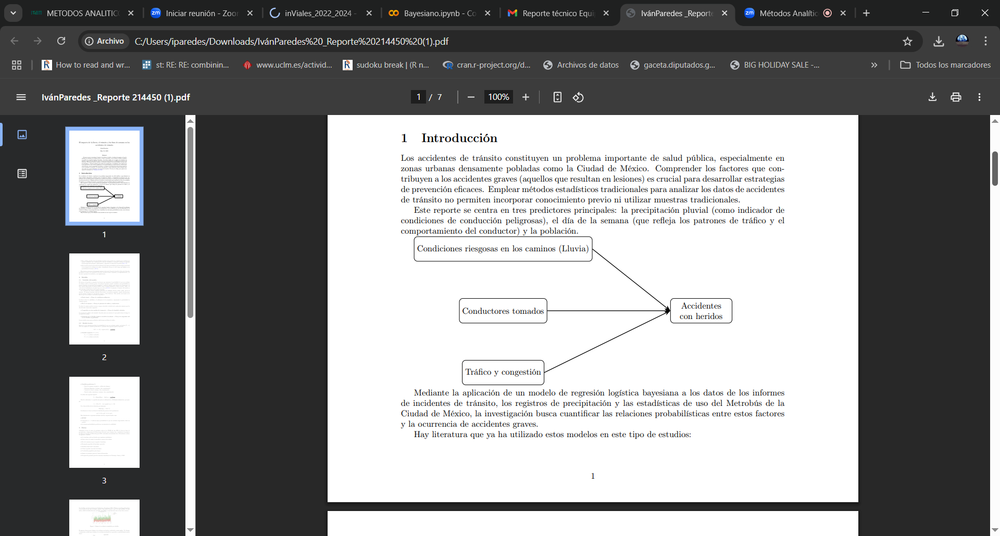 METODOS ANALITIC
Iniciar reunión - Zoor
inViales_2022_2024 -
Bayesiano.ipynb - Co
Reporte técnico Equi
IvánParedes _Reporte
Métodos Analític
Archivo
C:/Users/iparedes/Downloads/IvánParedes%20_Reporte%20214450%20(1).pdf
How to read and wr...
st: RE: RE: combinin...
www.uclm.es/activid...
sudoku break | (R n...
cran.r-project.org/d...
Archivos de datos
gaceta.diputados.g...
BIG HOLIDAY SALE -...
Todos los marcadores
IvánParedes _Reporte 214450 (1).pdf
1 / 7
100%
1
2
3
1 Introducción
Los accidentes de tránsito constituyen un problema importante de salud pública, especialmente en
zonas urbanas densamente pobladas como la Ciudad de México. Comprender los factores que con-
tribuyen a los accidentes graves (aquellos que resultan en lesiones) es crucial para desarrollar estrategias
de prevención eficaces. Emplear métodos estadísticos tradicionales para analizar los datos de accidentes
de tránsito no permiten incorporar conocimiento previo ni utilizar muestras tradicionales.
Este reporte se centra en tres predictores principales: la precipitación pluvial (como indicador de
condiciones de conducción peligrosas), el día de la semana (que refleja los patrones de tráfico y el
comportamiento del conductor) y la población.
Condiciones riesgosas en los caminos (Lluvia)
Conductores tomados
Accidentes
con heridos
Tráfico y congestión
Mediante la aplicación de un modelo de regresión logística bayesiana a los datos de los informes
de incidentes de tránsito, los registros de precipitación y las estadísticas de uso del Metrobús de la
Ciudad de México, la investigación busca cuantificar las relaciones probabilísticas entre estos factores
y la ocurrencia de accidentes graves.
Hay literatura que ya ha utilizado estos modelos en este tipo de estudios:
1